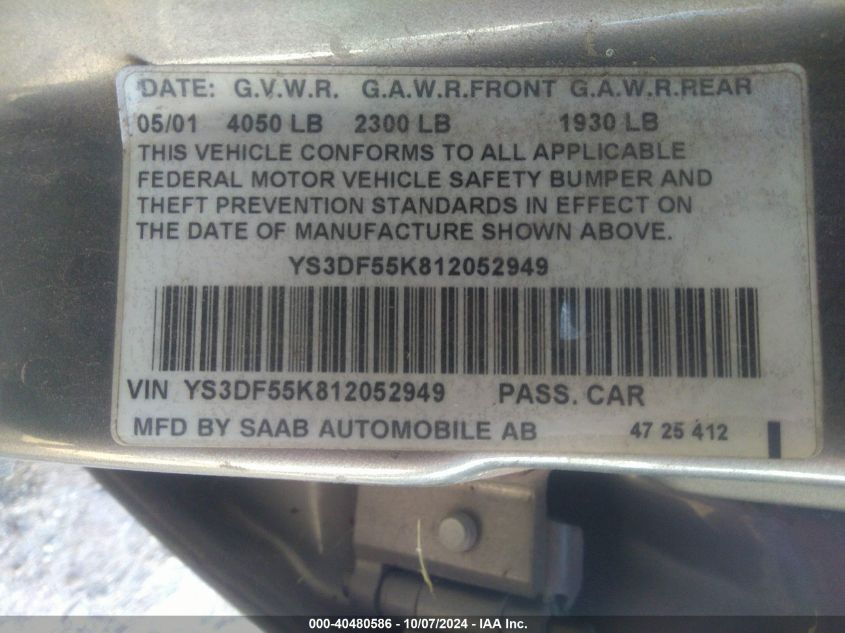 DATE: G.V.W.R. G.A.W.R.FRONT G.A.W.R.REAR
05/01 4050 LB 2300 LB 1930 LB
THIS VEHICLE CONFORMS TO ALL APPLICABLE
FEDERAL MOTOR VEHICLE SAFETY BUMPER AND
THEFT PREVENTION STANDARDS IN EFFECT ON
THE DATE OF MANUFACTURE SHOWN ABOVE.
YS3DF55K812052949
VIN YS3DF55K812052949 PASS. CAR
MFD BY SAAB AUTOMOBILE AB 47 25 412
000-40480586 - 10/07/2024 - IAA Inc.